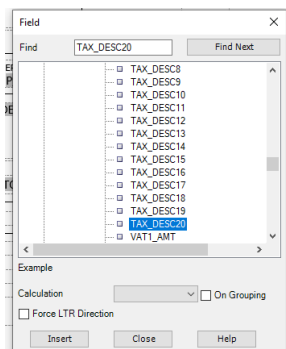 Field
Find TAX_DESC20 Find Next
TAX_DESC8
TAX_DESC9
TAX_DESC10
TAX_DESC11
TAX_DESC12
TAX_DESC13
TAX_DESC14
TAX_DESC15
TAX_DESC16
TAX_DESC17
TAX_DESC18
TAX_DESC19
TAX_DESC20
VAT1_AMT
Example
Calculation On Grouping
Force LTR Direction
Insert Close Help